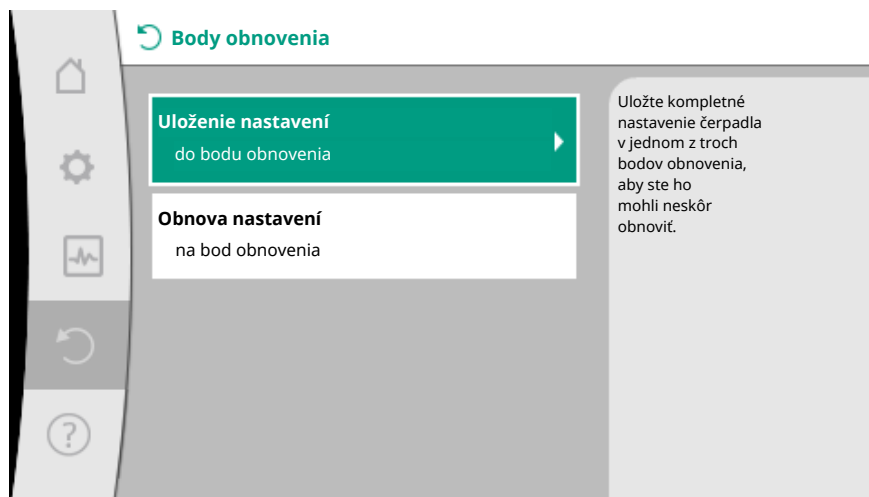 Body obnovenia
Uloženie nastavení
do bodu obnovenia
Obnova nastavení
na bod obnovenia
Uložte kompletné
nastavenie čerpadla
v jednom z troch
bodov obnovenia,
aby ste ho
mohli neskôr
obnoviť.
?